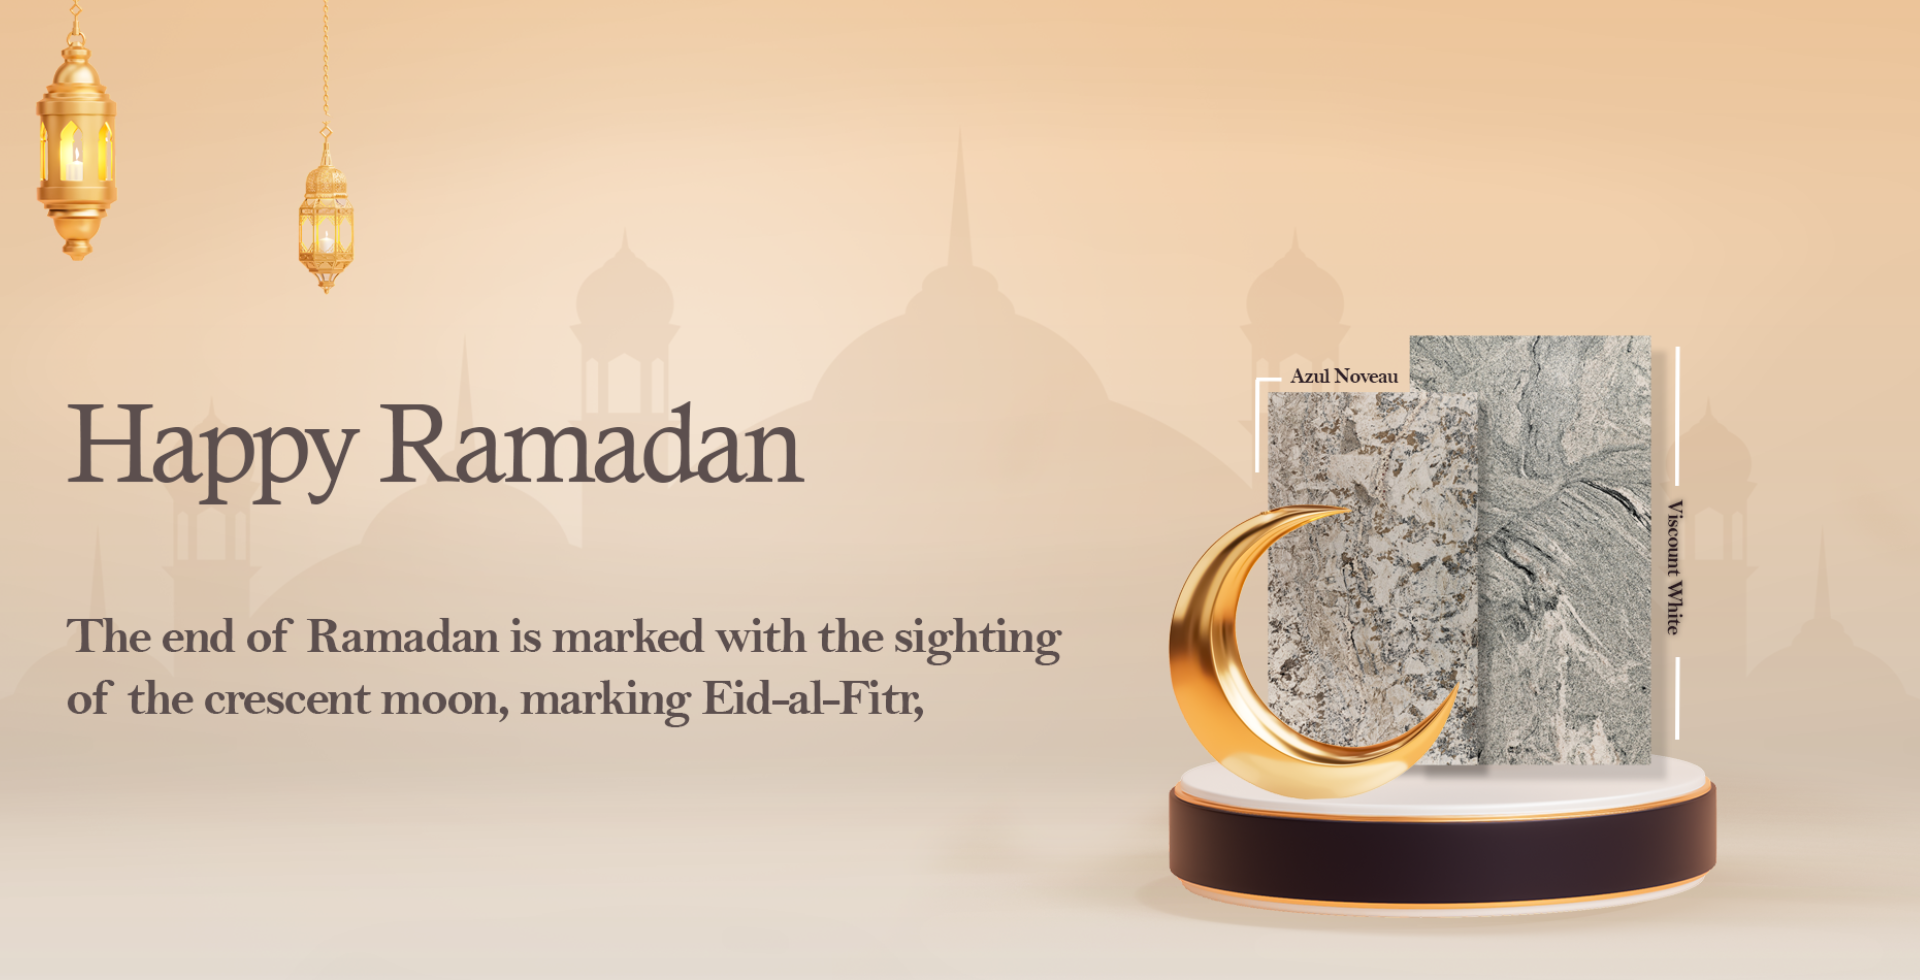 Happy Ramadan
The end of Ramadan is marked with the sighting
of the crescent moon, marking Eid-al-Fitr,
Azul Noveau
Viscount White